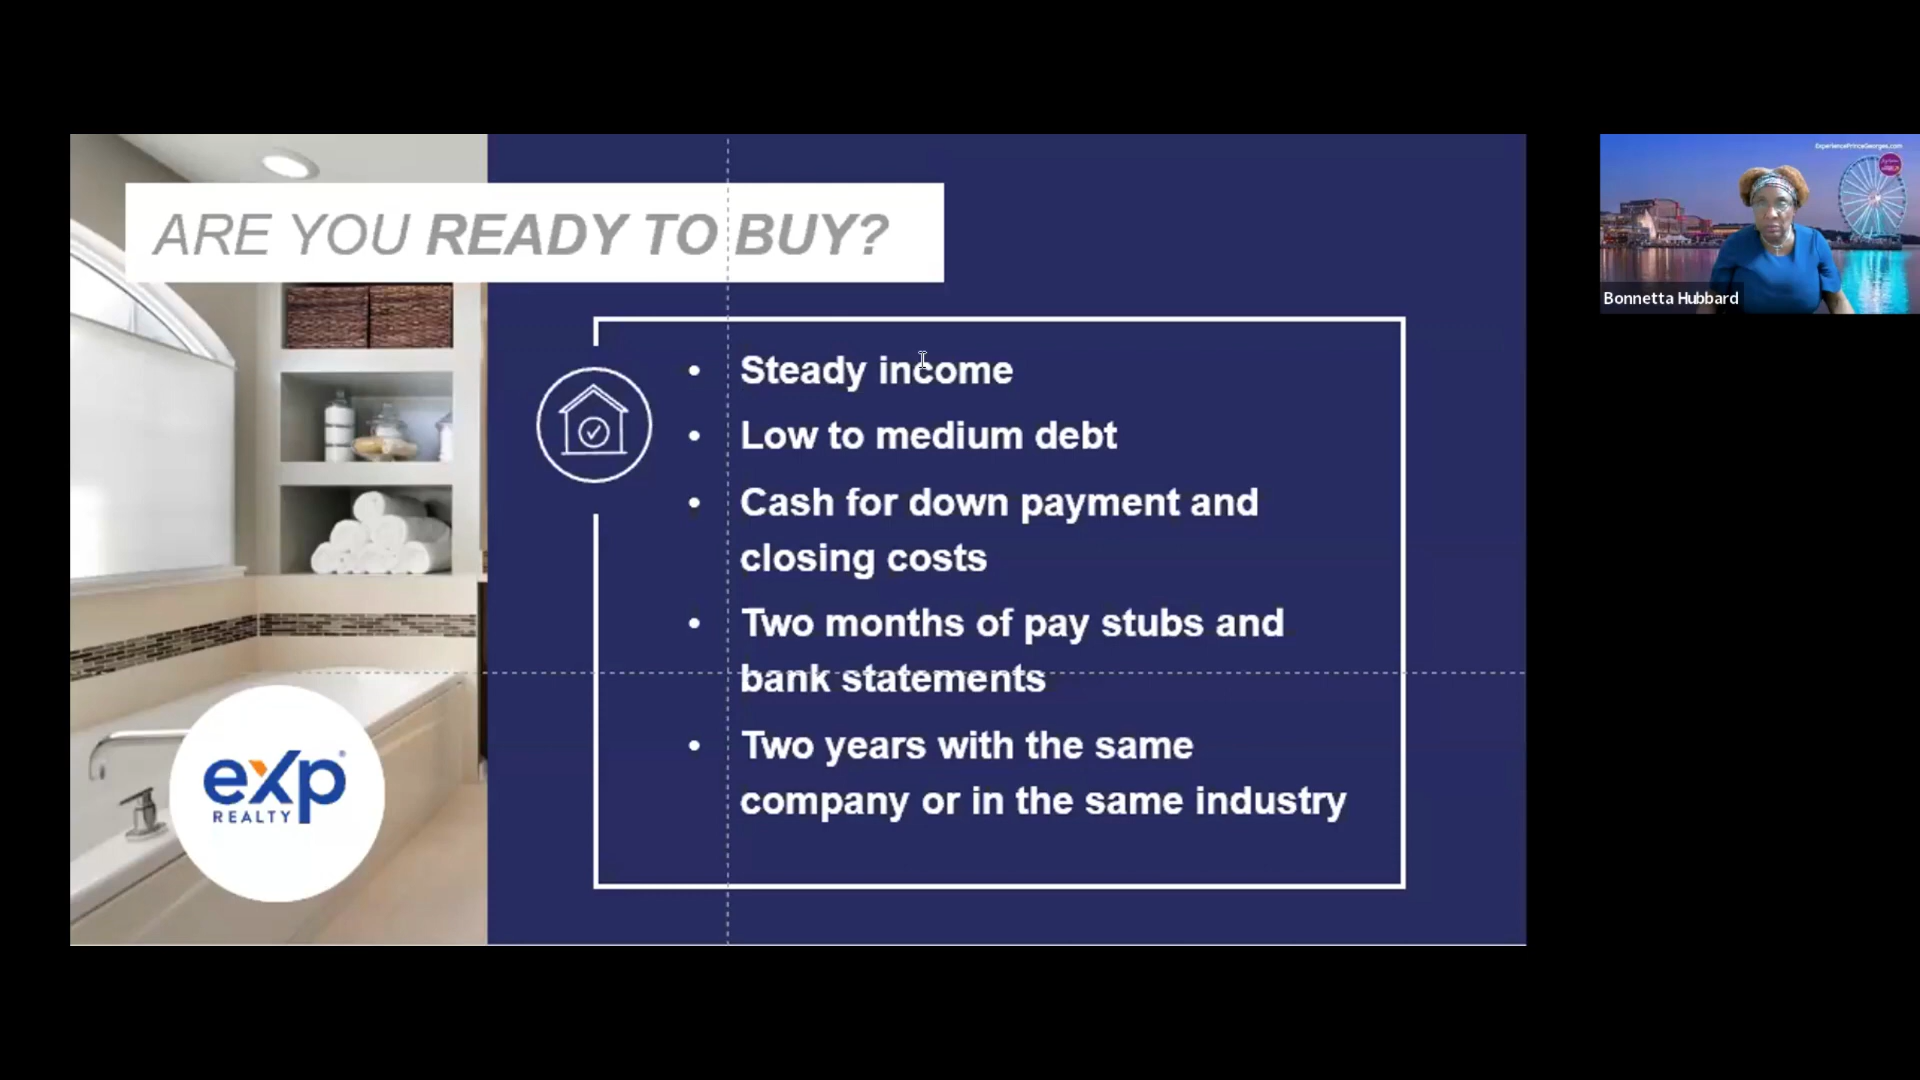 ARE YOU READY TO BUY?
• Steady income
• Low to medium debt
• Cash for down payment and
closing costs
• Two months of pay stubs and
bank statements
• Two years with the same
company or in the same industry
eXp
REALTY
ExperiencePrinceGeorges.com
Bonnetta Hubbard